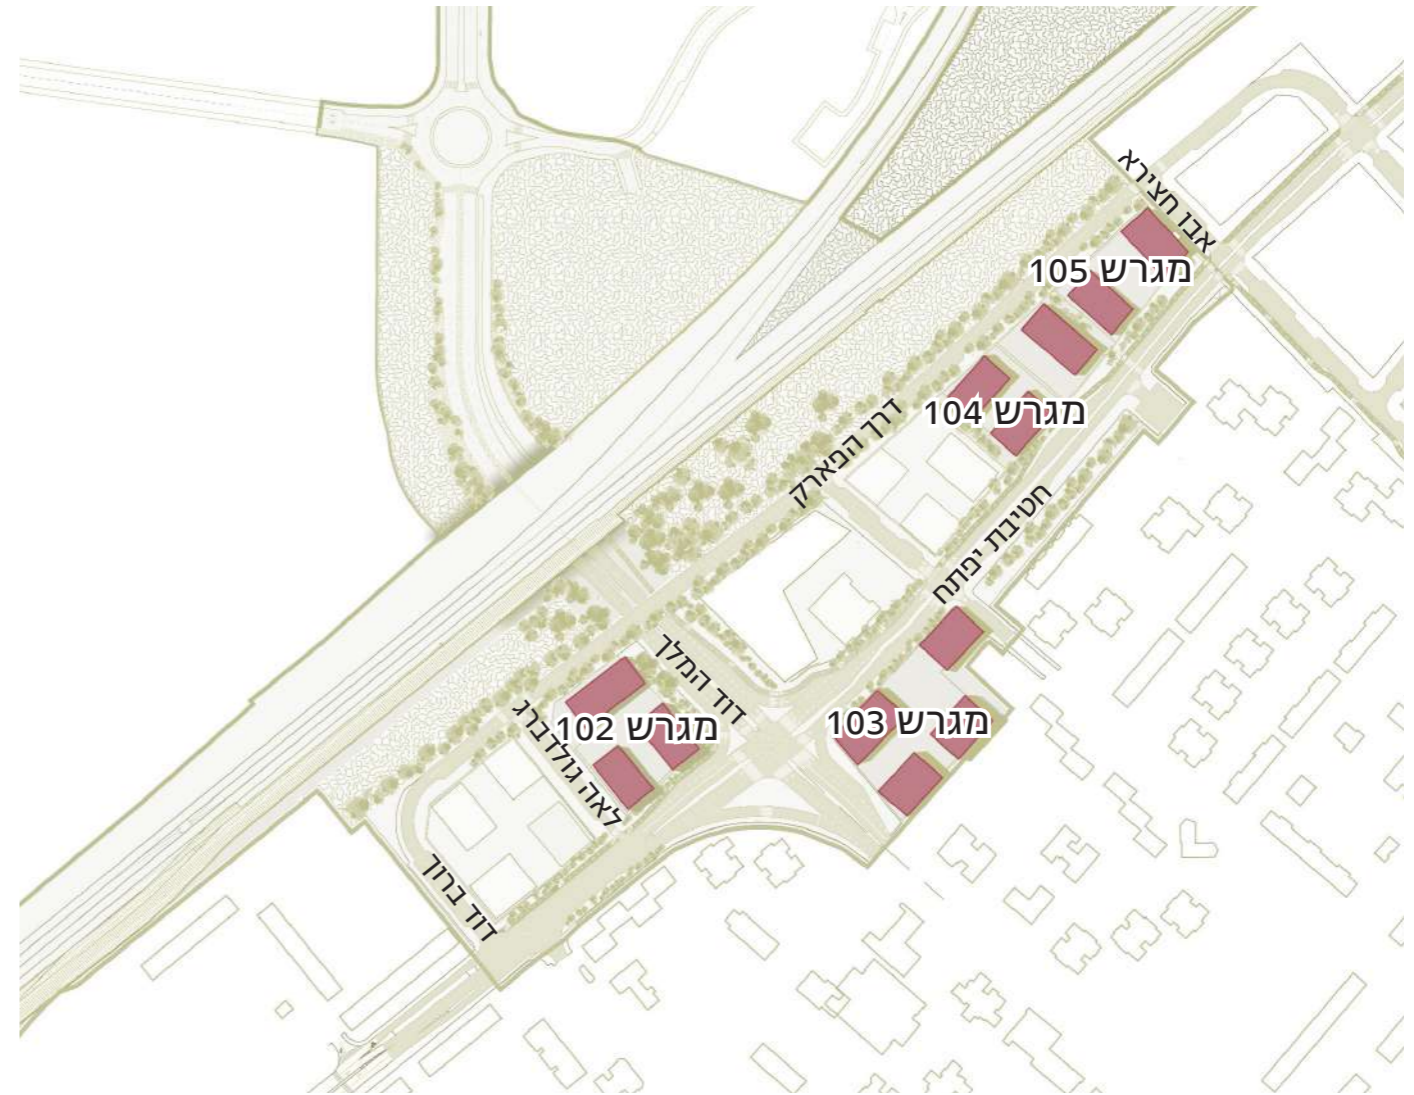 אבו חצירא
מגרש 105
מגרש 104
דרך הפארק
חטיבת יפתח
דוד המלך
מגרש 103
מגרש 102
לאה גולדברג
דוד ברוך